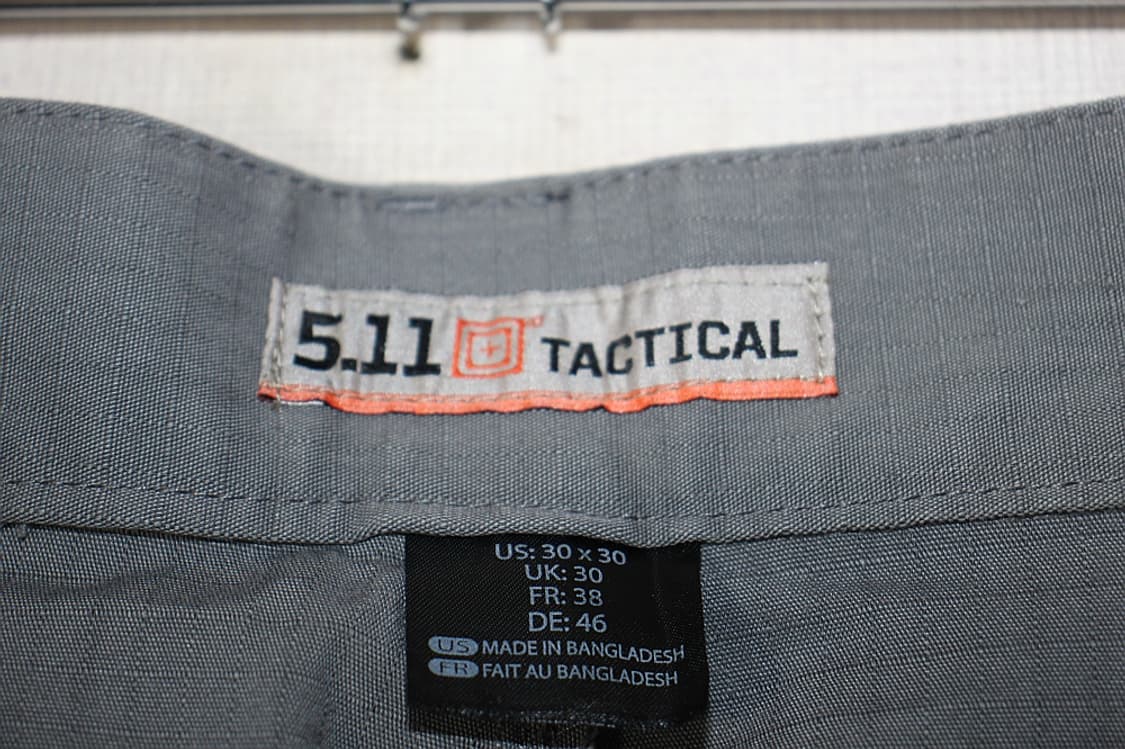 5.11 TACTICAL
US: 30 x 30
UK: 30
FR: 38
DE: 46
US MADE IN BANGLADESH
FR FAIT AU BANGLADESH